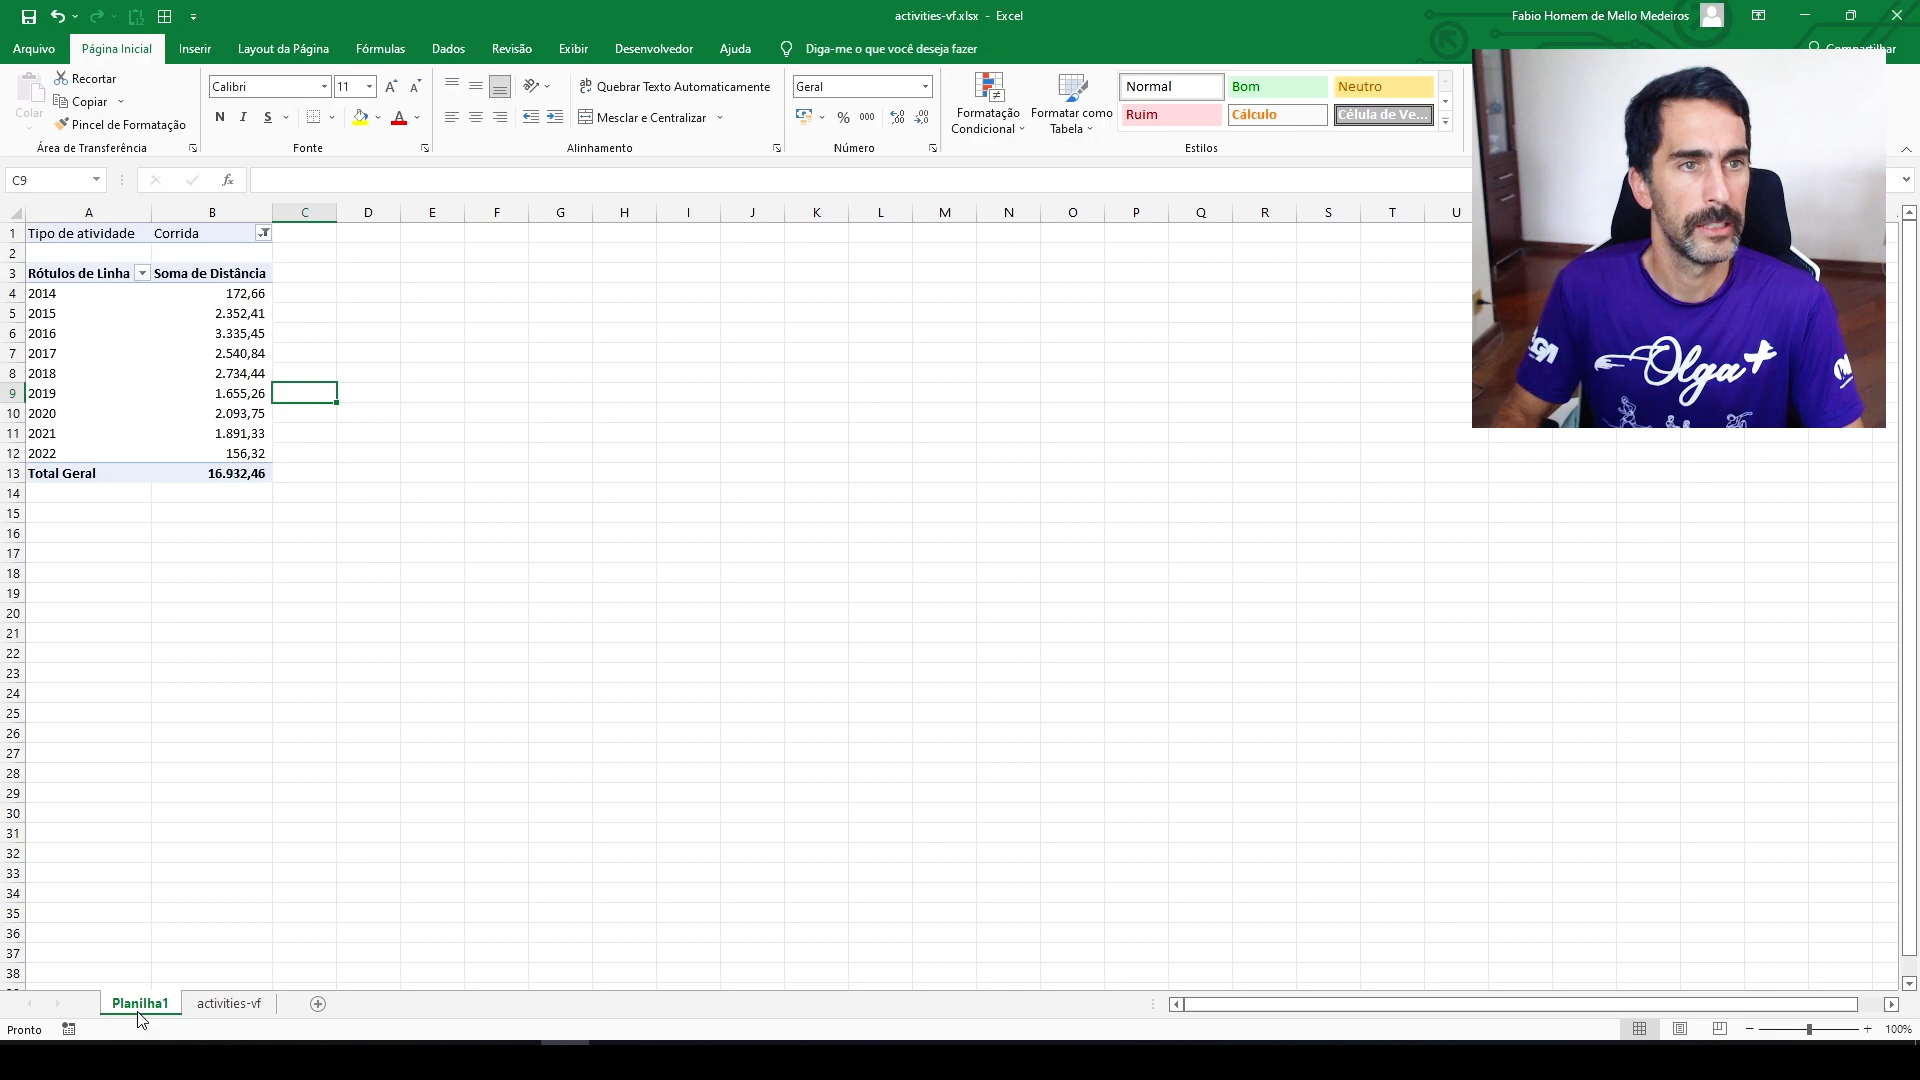 activities-vf.xlsx - Excel
Fabio Homem de Mello Medeiros
Arquivo
Página Inicial
Inserir
Layout da Página
Fórmulas
Dados
Revisão
Exibir
Desenvolvedor
Ajuda
Diga-me o que você deseja fazer
Compartilhar
Colar
Recortar
Copiar
Pincel de Formatação
Área de Transferência
Calibri
11
N
I
S
Fonte
Quebrar Texto Automaticamente
Mesclar e Centralizar
Alinhamento
Geral
%
000
Número
Formatação
Condicional
Formatar como
Tabela
Normal
Bom
Neutro
Ruim
Cálculo
Célula de Ve...
Estilos
C9
fx
A B C D E F G H I J K L M N O P Q R S T U
1 Tipo de atividade Corrida
2
3 Rótulos de Linha Soma de Distância
4 2014 172,66
5 2015 2.352,41
6 2016 3.335,45
7 2017 2.540,84
8 2018 2.734,44
9 2019 1.655,26
10 2020 2.093,75
11 2021 1.891,33
12 2022 156,32
13 Total Geral 16.932,46
14
15
16
17
18
19
20
21
22
23
24
25
26
27
28
29
30
31
32
33
34
35
36
37
38
Olga+
Planilha1
activities-vf
Pronto
100%